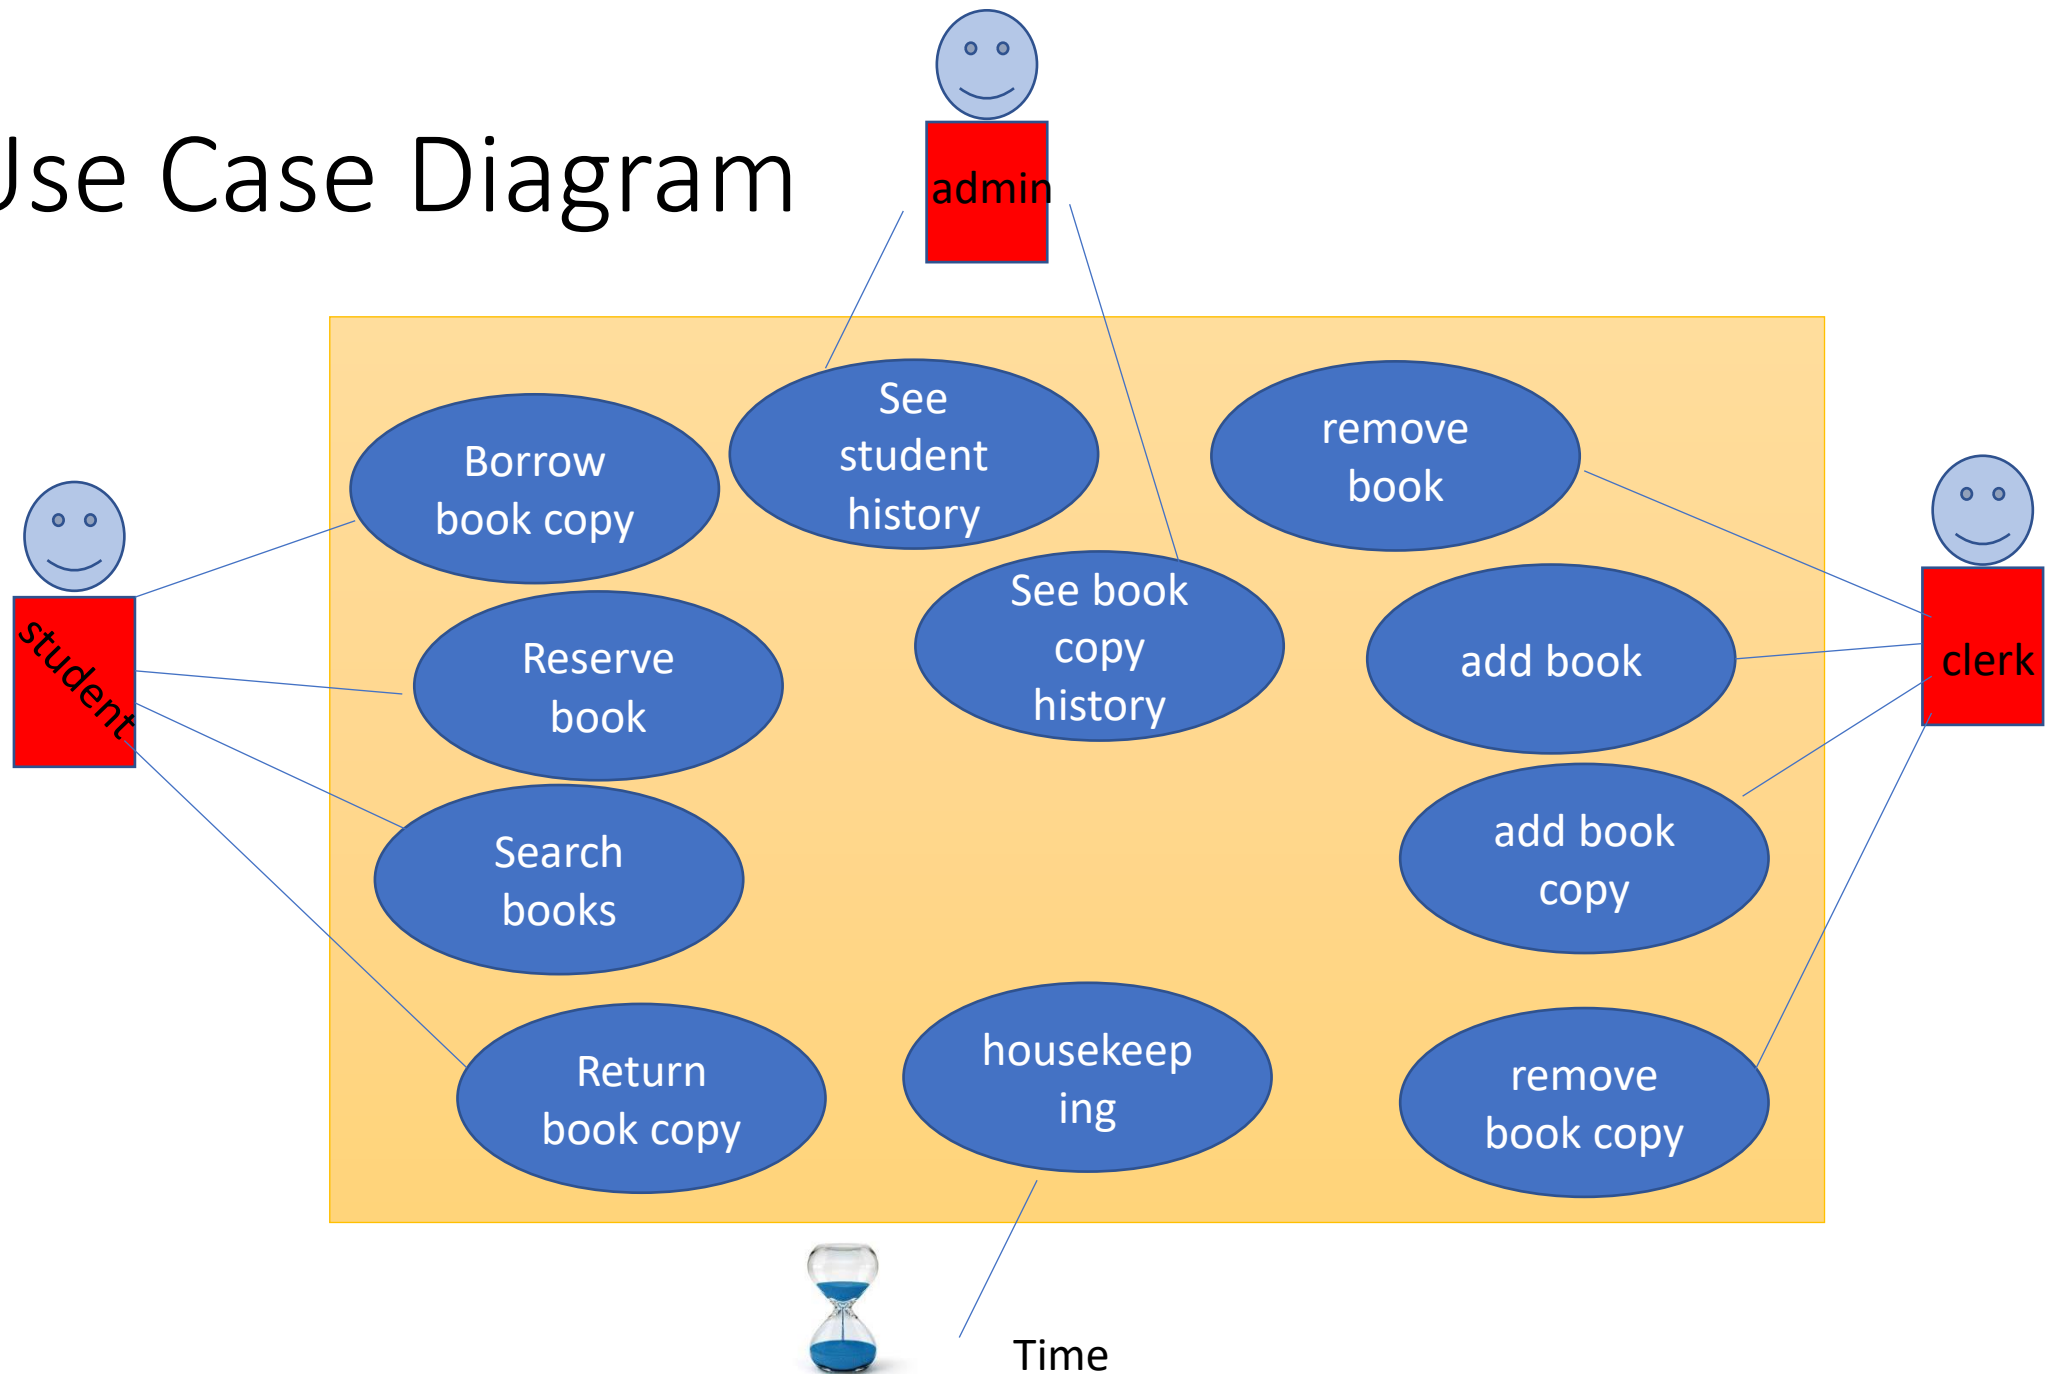 Use Case Diagram
admin
See
student
history
remove
book
Borrow
book copy
student
Reserve
book
See book
copy
history
add book
clerk
Search
books
add book
copy
Return
book copy
housekeep
ing
remove
book copy
Time